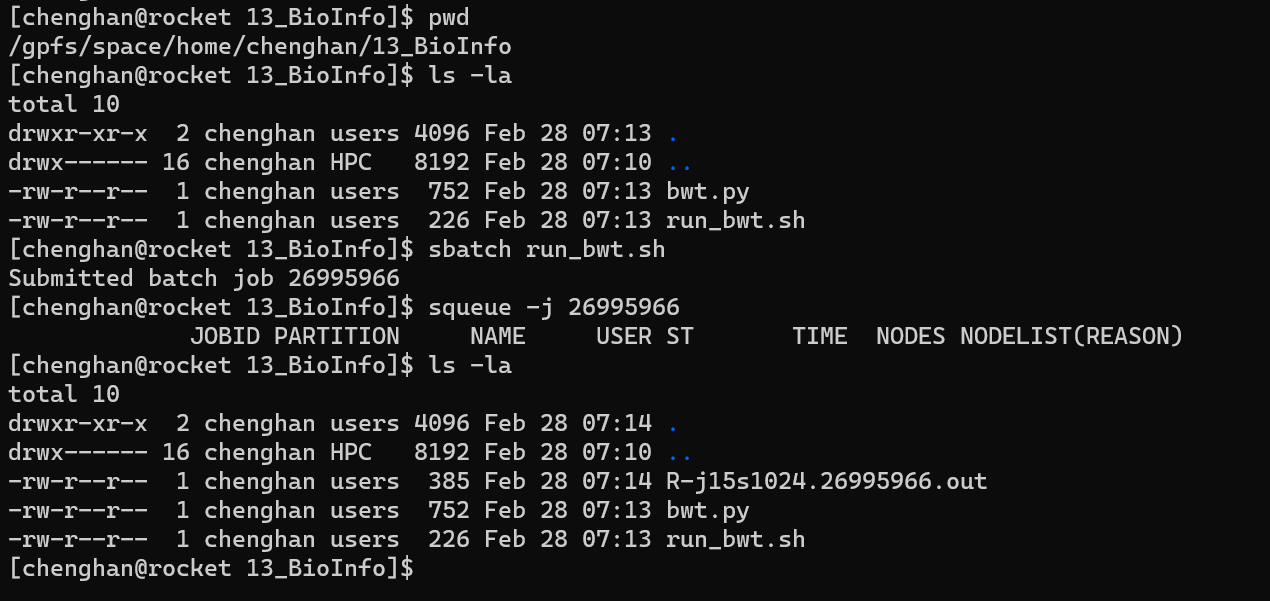 [chenghan@rocket 13_BioInfo]$ pwd
/gpfs/space/home/chenghan/13_BioInfo
[chenghan@rocket 13_BioInfo]$ ls -la
total 10
drwxr-xr-x  2 chenghan users 4096 Feb 28 07:13 .
drwx------ 16 chenghan HPC   8192 Feb 28 07:10 ..
-rw-r--r--  1 chenghan users  752 Feb 28 07:13 bwt.py
-rw-r--r--  1 chenghan users  226 Feb 28 07:13 run_bwt.sh
[chenghan@rocket 13_BioInfo]$ sbatch run_bwt.sh
Submitted batch job 26995966
[chenghan@rocket 13_BioInfo]$ squeue -j 26995966
             JOBID PARTITION     NAME     USER ST       TIME  NODES NODELIST(REASON)
[chenghan@rocket 13_BioInfo]$ ls -la
total 10
drwxr-xr-x  2 chenghan users 4096 Feb 28 07:14 .
drwx------ 16 chenghan HPC   8192 Feb 28 07:10 ..
-rw-r--r--  1 chenghan users  385 Feb 28 07:14 R-j15s1024.26995966.out
-rw-r--r--  1 chenghan users  752 Feb 28 07:13 bwt.py
-rw-r--r--  1 chenghan users  226 Feb 28 07:13 run_bwt.sh
[chenghan@rocket 13_BioInfo]$